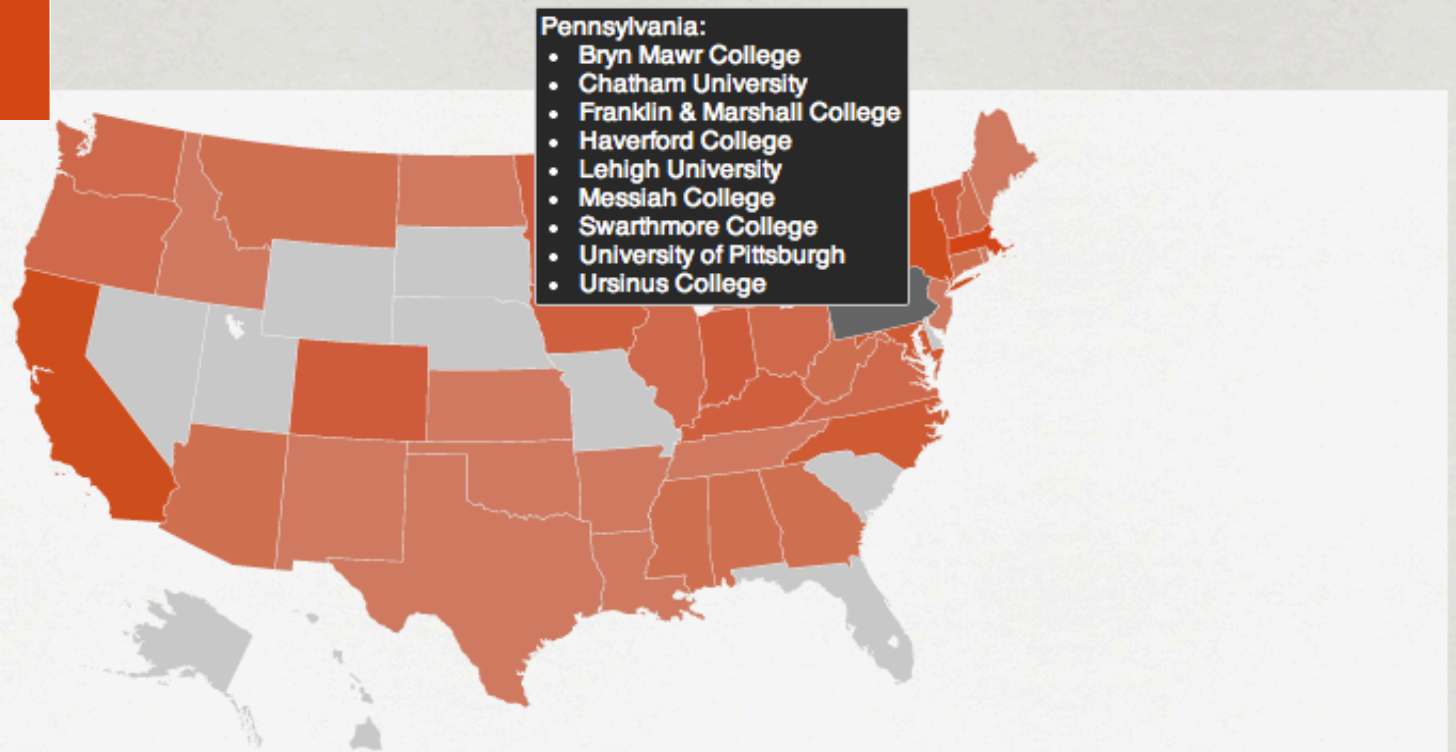 Pennsylvania:
• Bryn Mawr College
• Chatham University
• Franklin & Marshall College
• Haverford College
• Lehigh University
• Messiah College
• Swarthmore College
• University of Pittsburgh
• Ursinus College